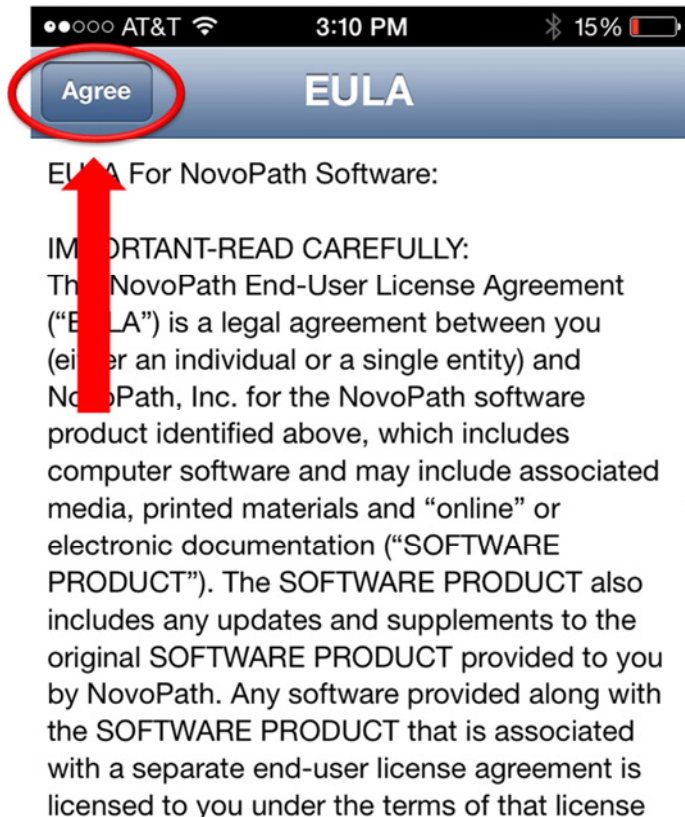 AT&T 3:10 PM 15%
Agree EULA
EULA For NovoPath Software:
IMPORTANT-READ CAREFULLY:
NovoPath End-User License Agreement
is a legal agreement between you
an individual or a single entity) and
NovoPath, Inc. for the NovoPath software
product identified above, which includes
computer software and may include associated
media, printed materials and “online” or
electronic documentation (“SOFTWARE
PRODUCT”). The SOFTWARE PRODUCT also
includes any updates and supplements to the
original SOFTWARE PRODUCT provided to you
by NovoPath. Any software provided along with
the SOFTWARE PRODUCT that is associated
with a separate end-user license agreement is
licensed to you under the terms of that license